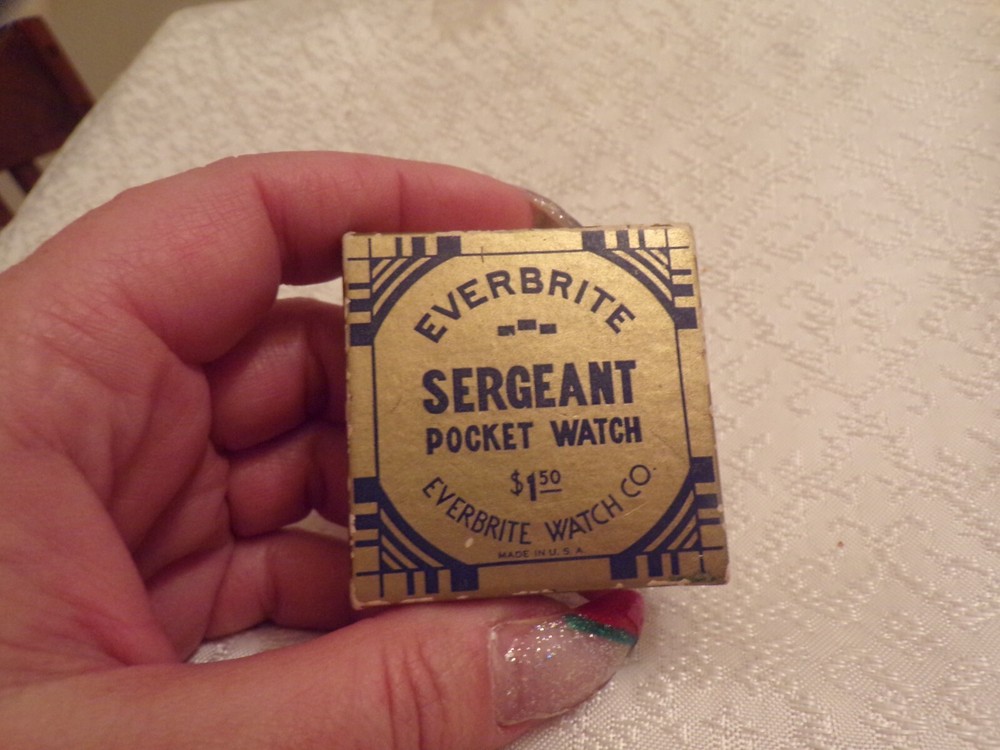 EVERBRITE
SERGEANT
POCKET WATCH
$1.50
EVERBRITE WATCH CO.
MADE IN U.S.A.